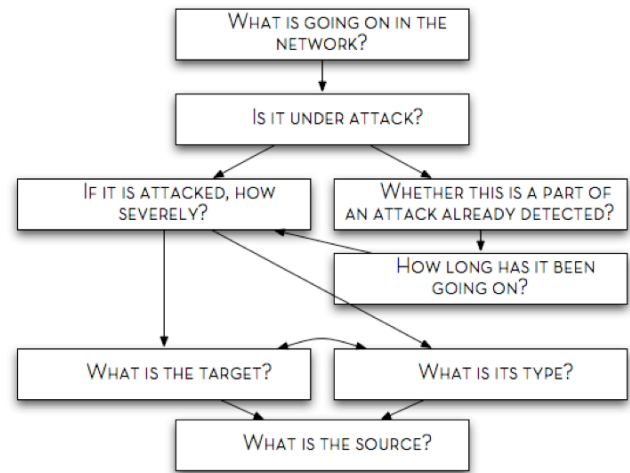 What is going on in the
network?
Is it under attack?
If it is attacked, how
severely?
Whether this is a part of
an attack already detected?
How long has it been
going on?
What is the target?
What is its type?
What is the source?